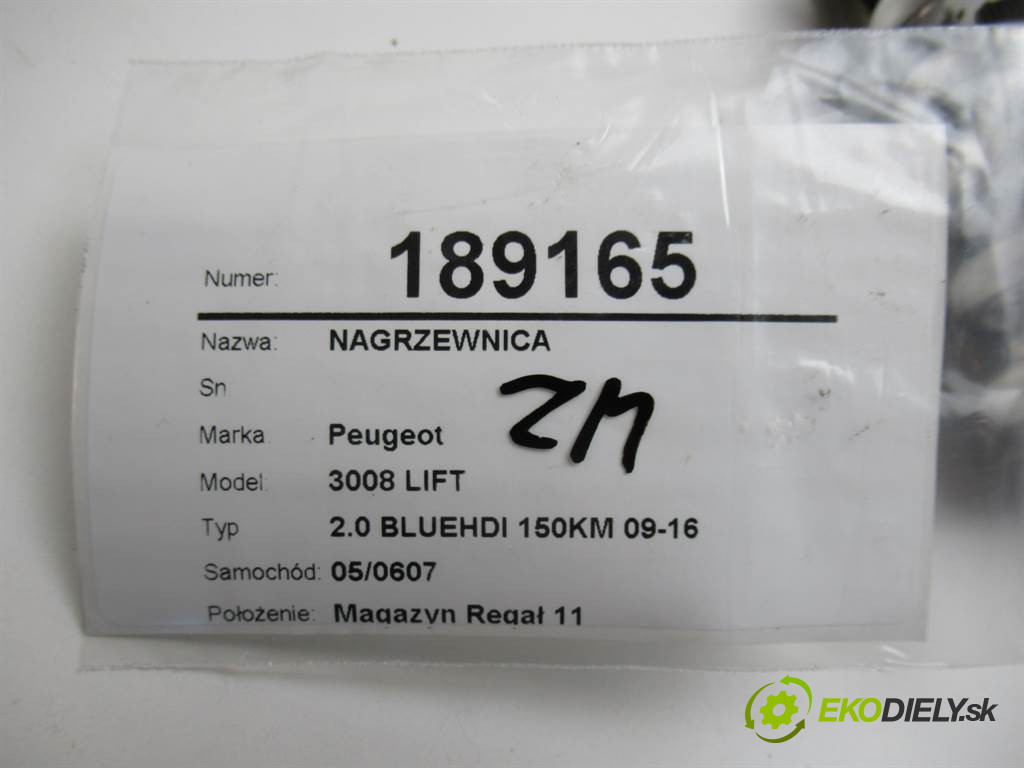 Numer: 189165
Nazwa: NAGRZEWNICA
Sn
ZM
Marka Peugeot
Model: 3008 LIFT
Typ 2.0 BLUEHDI 150KM 09-16
Samochód: 05/0607
Położenie: Magazyn Regał 11
EKODIELY.sk